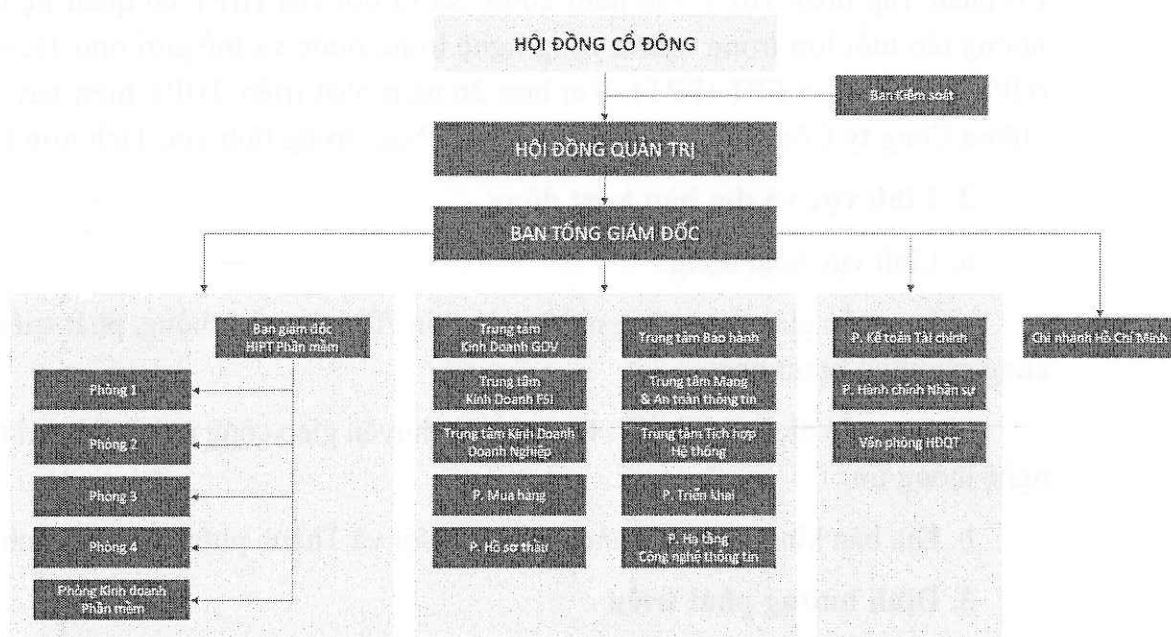 HỘI ĐỒNG CỔ ĐÔNG
Ban Kiểm soát
HỘI ĐỒNG QUẢN TRỊ
BAN TỔNG GIÁM ĐỐC
Ban giám đốc
HIPT Phần mềm
Phòng 1
Phòng 2
Phòng 3
Phòng 4
Phòng Kinh doanh
Phần mềm
Trung tâm
Kinh Doanh GOV
Trung tâm
Kinh Doanh FSI
Trung tâm Kinh Doanh
Doanh Nghiệp
P. Mua hàng
P. Hồ sơ thầu
Trung tâm Bảo hành
Trung tâm Mạng
& An toàn thông tin
Trung tâm Tích hợp
Hệ thống
P. Triển khai
P. Hạ tầng
Công nghệ thông tin
P. Kế toán Tài chính
P. Hành chính Nhân sự
Văn phòng HĐQT
Chi nhánh Hồ Chí Minh